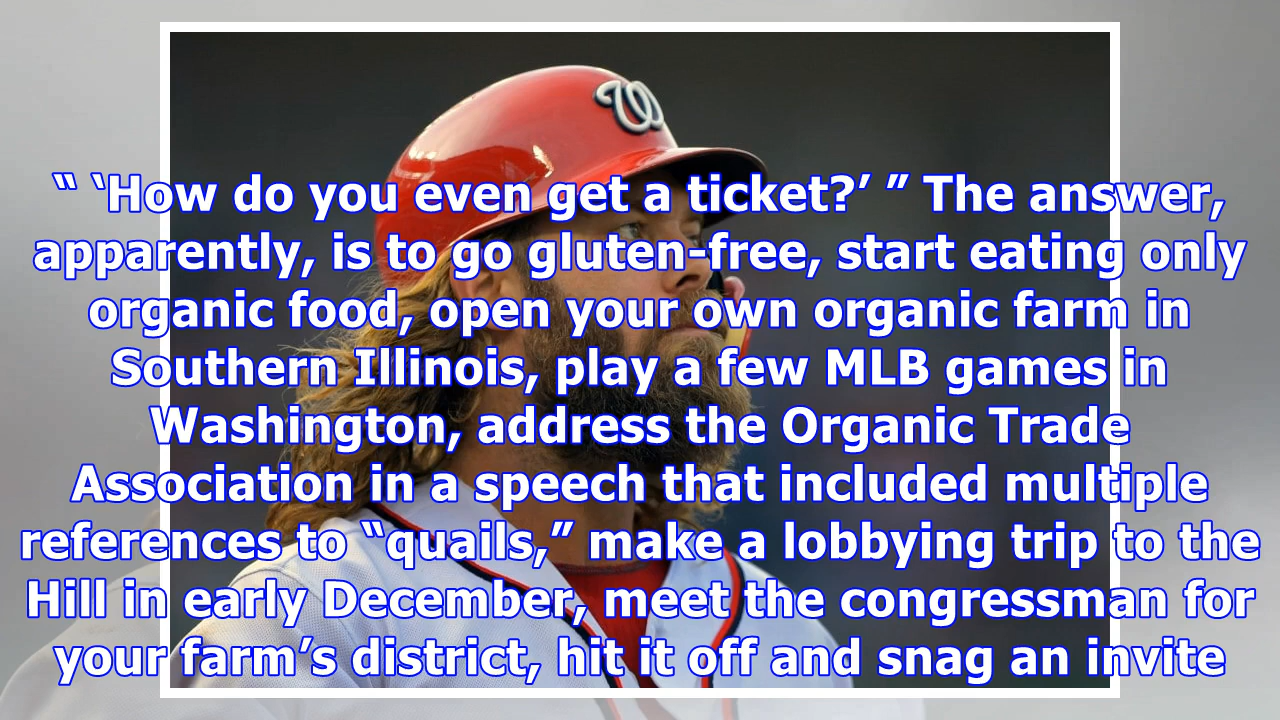 “ ‘How do you even get a ticket?’ ” The answer,
apparently, is to go gluten-free, start eating only
organic food, open your own organic farm in
Southern Illinois, play a few MLB games in
Washington, address the Organic Trade
Association in a speech that included multiple
references to “quails,” make a lobbying trip to the
Hill in early December, meet the congressman for
your farm’s district, hit it off and snag an invite
W